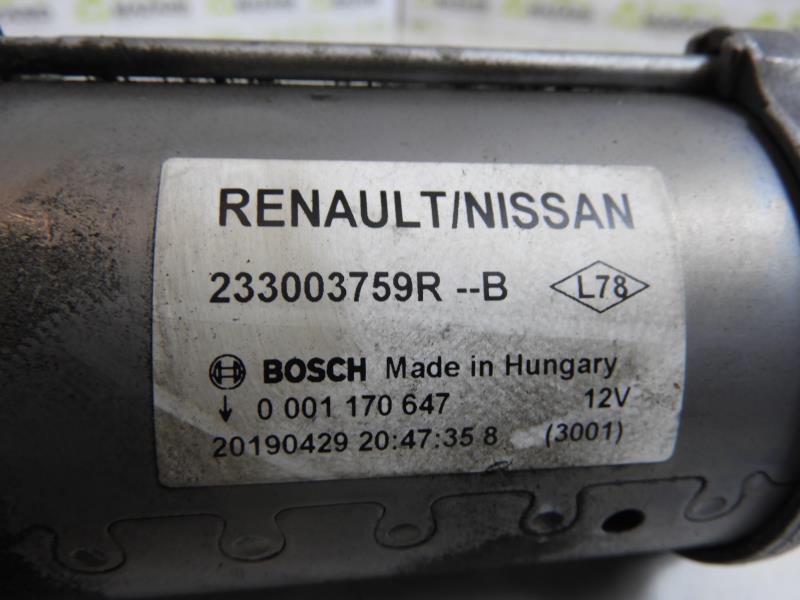 RENAULT/NISSAN
233003759R --B L78
BOSCH Made in Hungary
0 001 170 647 12V
20190429 20:47:35 8 (3001)